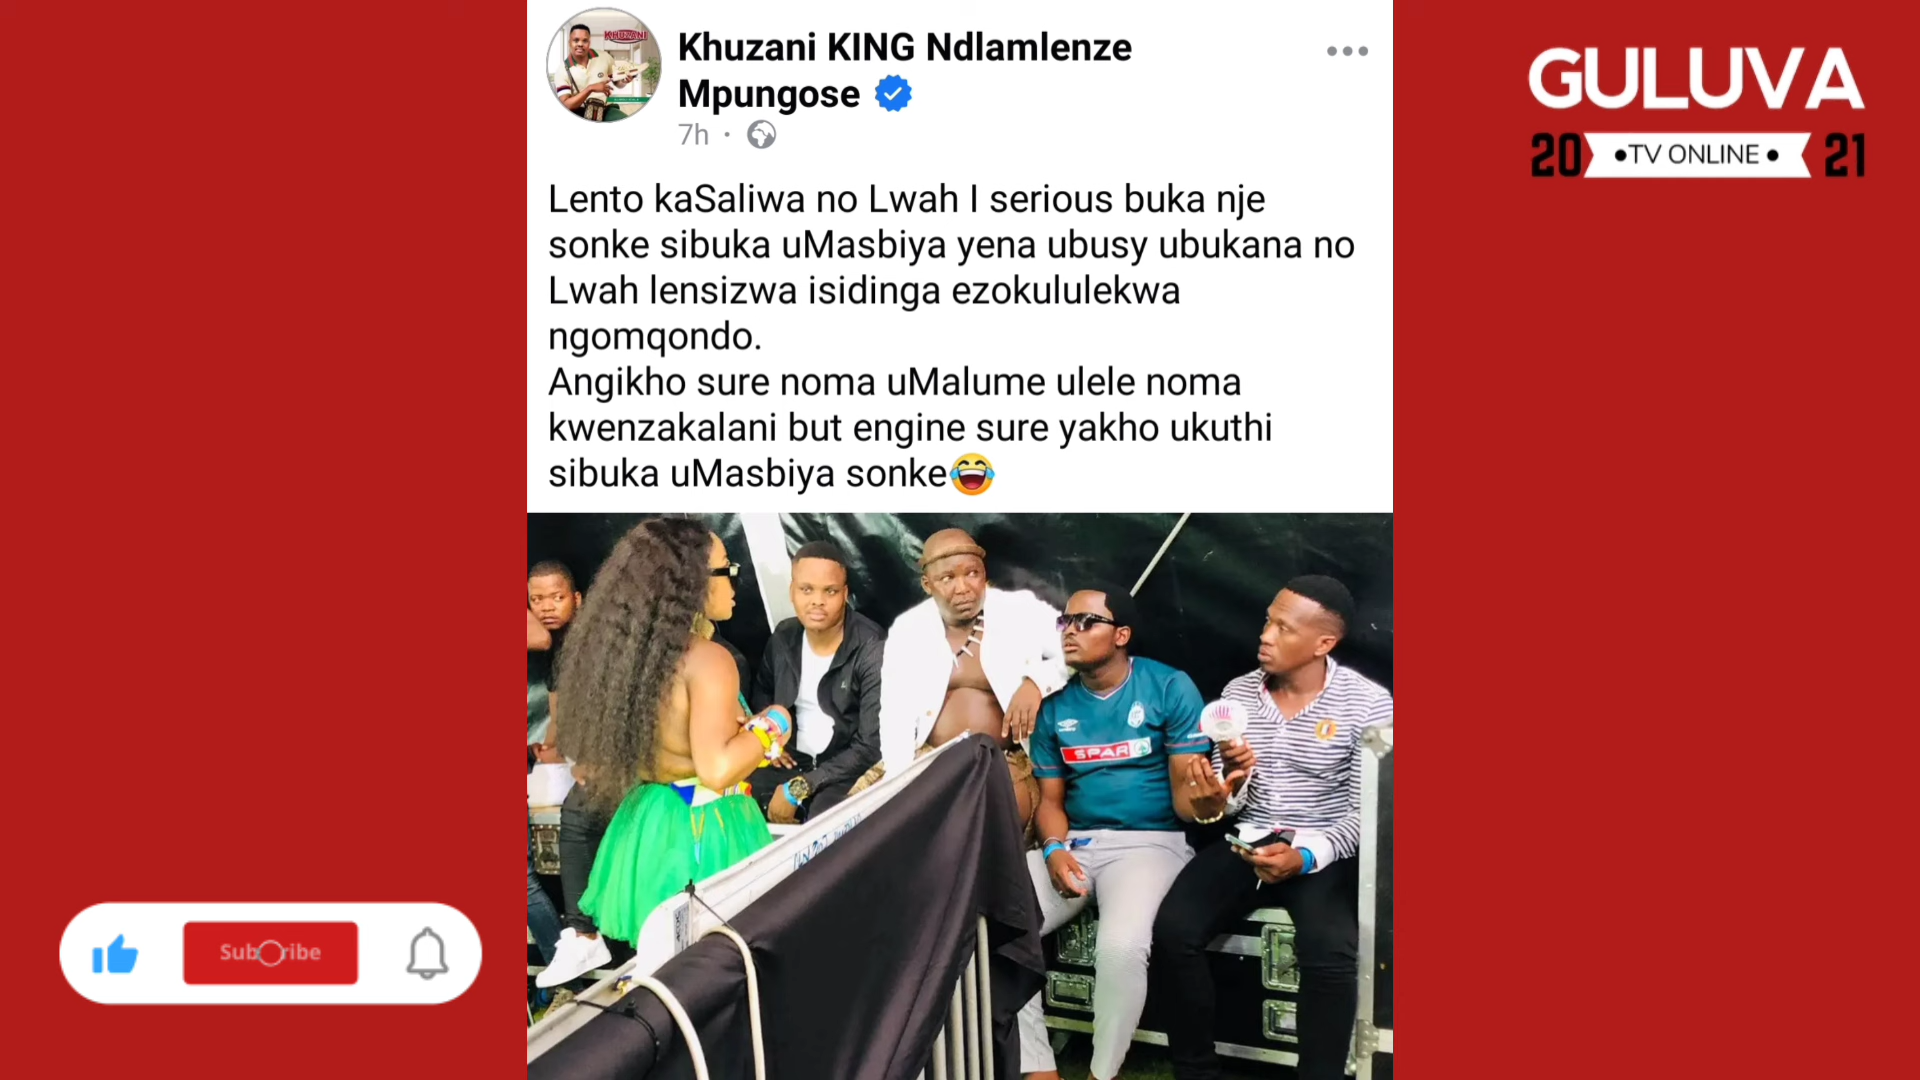 Khuzani KING Ndlamlenze
Mpungose
7h ·
Lento kaSaliwa no Lwah I serious buka nje
sonke sibuka uMasbiya yena ubusy ubukana no
Lwah lensizwa isidinga ezokululekwa
ngomqondo.
Angikho sure noma uMalume ulele noma
kwenzakalani but engine sure yakho ukuthi
sibuka uMasbiya sonke😂
GULUVA
20 •TV ONLINE• 21
KHUZANI
SPAR
Subscribe